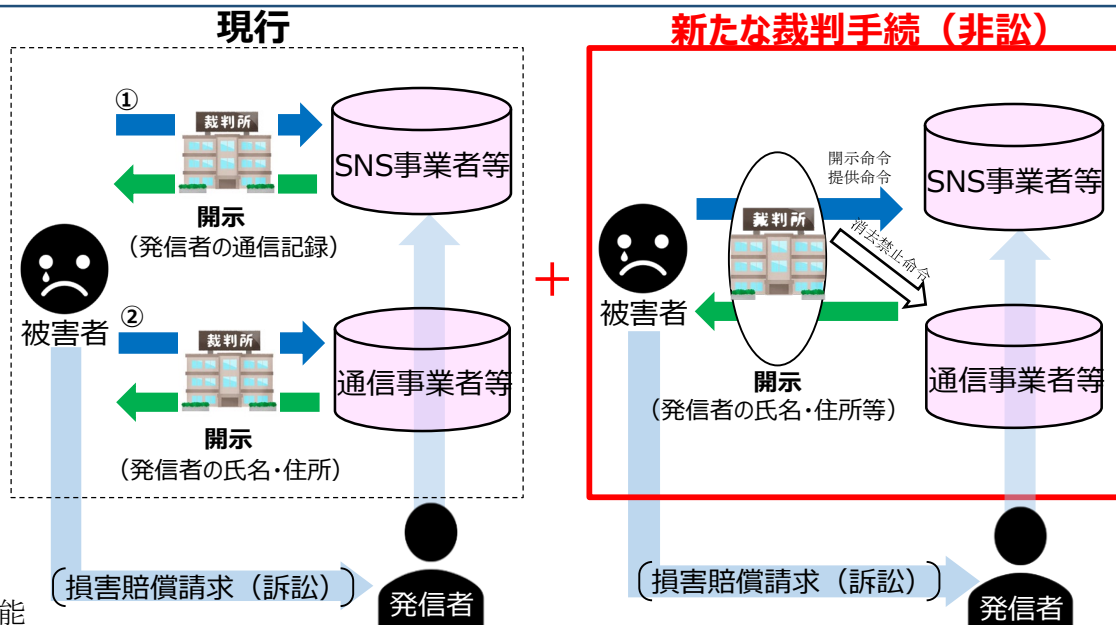 現行
①
裁判所
SNS事業者等
開示
（発信者の通信記録）
被害者
②
裁判所
通信事業者等
開示
（発信者の氏名・住所）
損害賠償請求（訴訟）
発信者
能
＋
新たな裁判手続（非訟）
開示命令
提供命令
SNS事業者等
裁判所
消去禁止命令
被害者
通信事業者等
開示
（発信者の氏名・住所等）
損害賠償請求（訴訟）
発信者